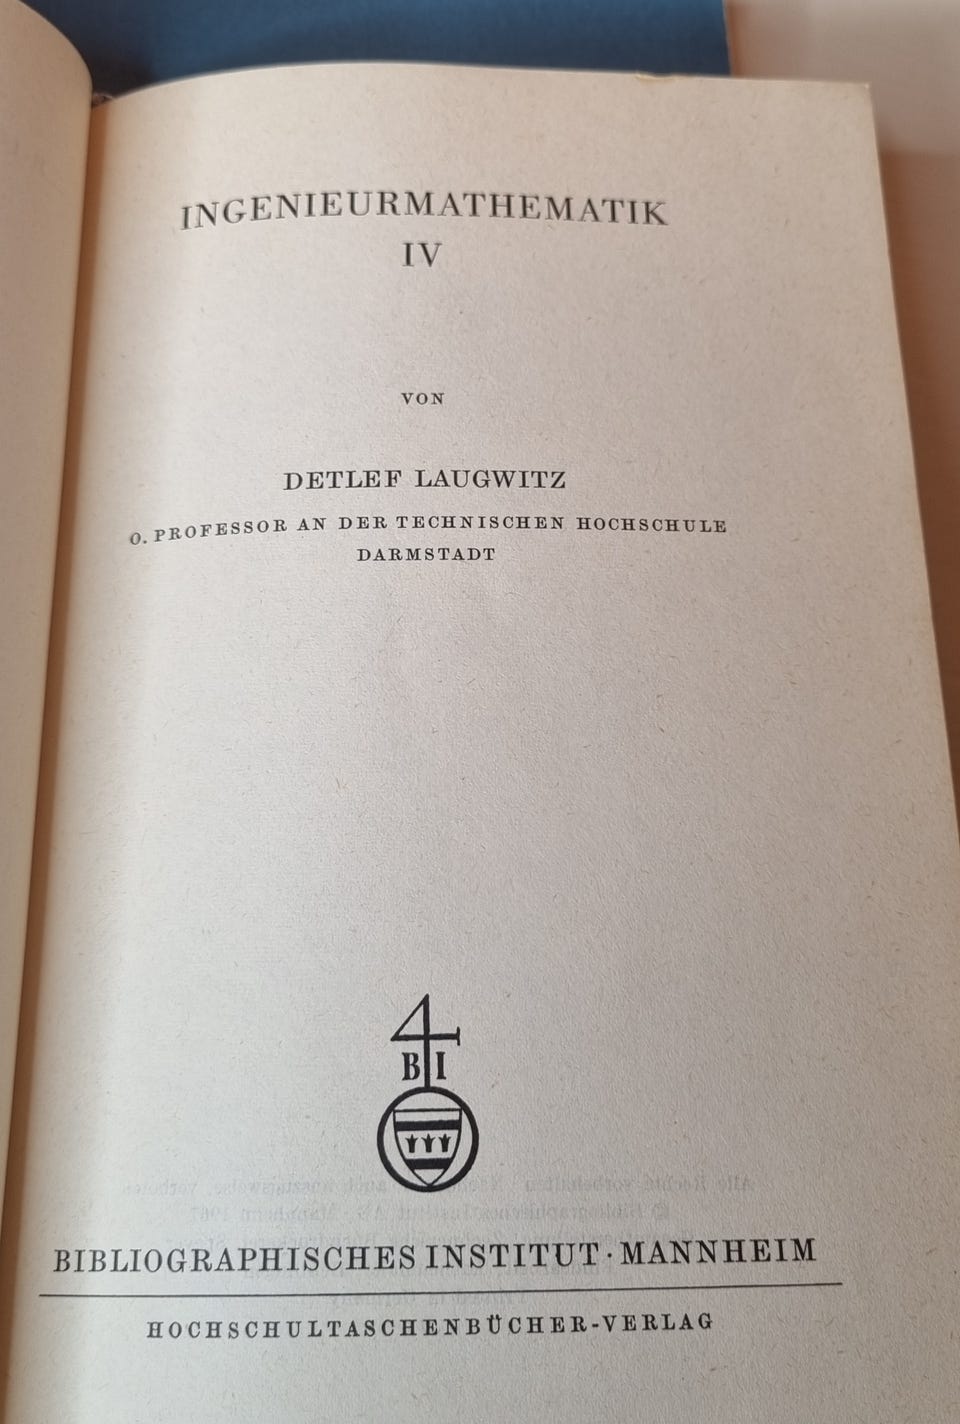 INGENIEURMATHEMATIK
IV
VON
DETLEF LAUGWITZ
O. PROFESSOR AN DER TECHNISCHEN HOCHSCHULE
DARMSTADT
B I
BIBLIOGRAPHISCHES INSTITUT · MANNHEIM
HOCHSCHULTASCHENBÜCHER-VERLAG